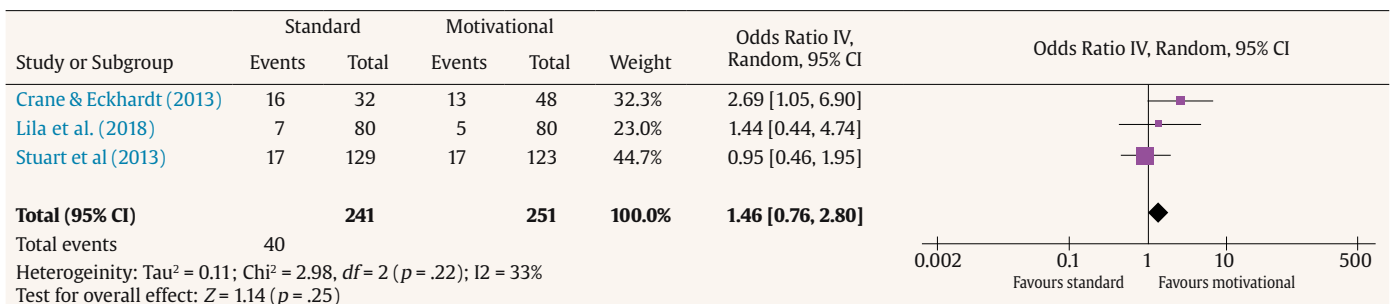 Standard Motivational Odds Ratio IV, Random, 95% CI Odds Ratio IV, Random, 95% CI
Study or Subgroup Events Total Events Total Weight
Crane & Eckhardt (2013) 16 32 13 48 32.3% 2.69 [1.05, 6.90]
Lila et al. (2018) 7 80 5 80 23.0% 1.44 [0.44, 4.74]
Stuart et al (2013) 17 129 17 123 44.7% 0.95 [0.46, 1.95]
Total (95% CI) 241 251 100.0% 1.46 [0.76, 2.80]
Total events 40
Heterogeinity: Tau² = 0.11; Chi² = 2.98, df = 2 (p = .22); I2 = 33%
Test for overall effect: Z = 1.14 (p = .25)
0.002 0.1 1 10 500
Favours standard Favours motivational